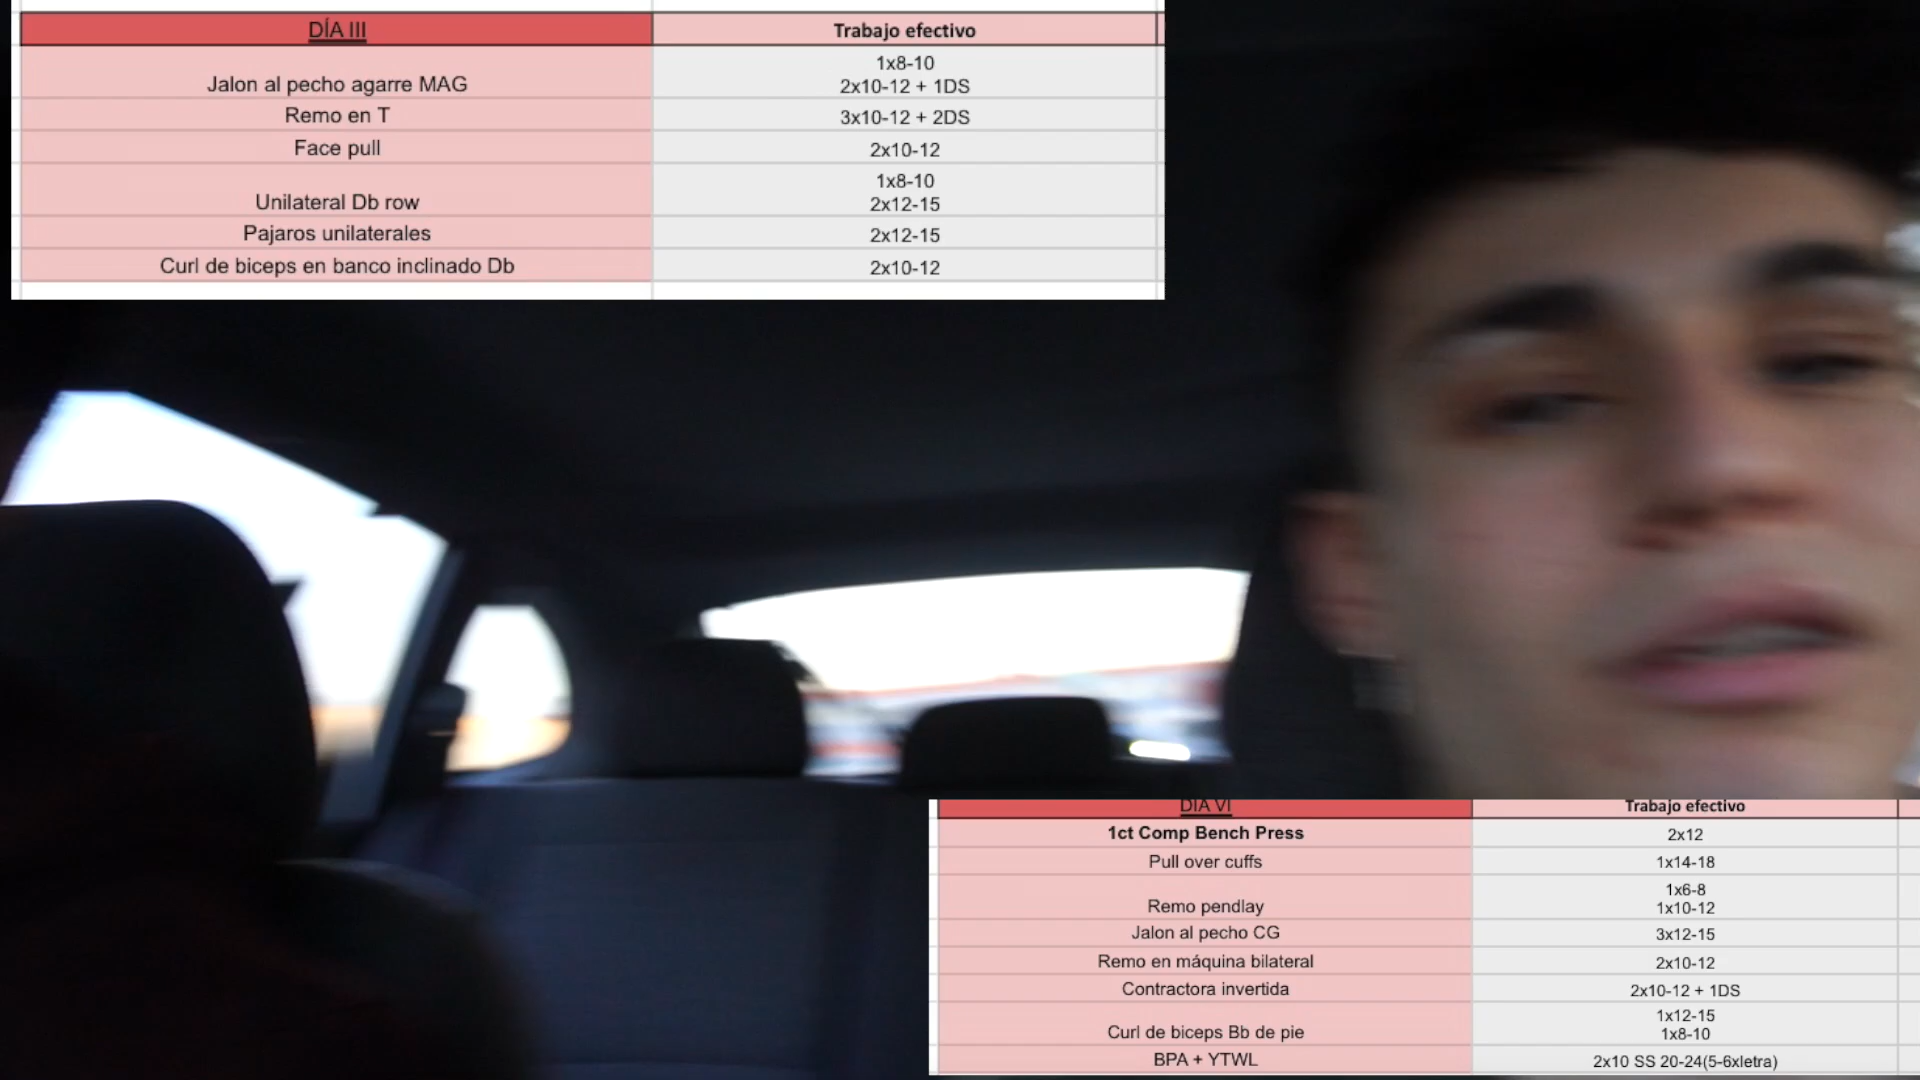 DÍA III Trabajo efectivo
1x8-10
Jalon al pecho agarre MAG 2x10-12 + 1DS
Remo en T 3x10-12 + 2DS
Face pull 2x10-12
1x8-10
Unilateral Db row 2x12-15
Pajaros unilaterales 2x12-15
Curl de biceps en banco inclinado Db 2x10-12
DIA VI Trabajo efectivo
1ct Comp Bench Press 2x12
Pull over cuffs 1x14-18
1x6-8
Remo pendlay 1x10-12
Jalon al pecho CG 3x12-15
Remo en máquina bilateral 2x10-12
Contractora invertida 2x10-12 + 1DS
1x12-15
Curl de biceps Bb de pie 1x8-10
BPA + YTWL 2x10 SS 20-24(5-6xletra)